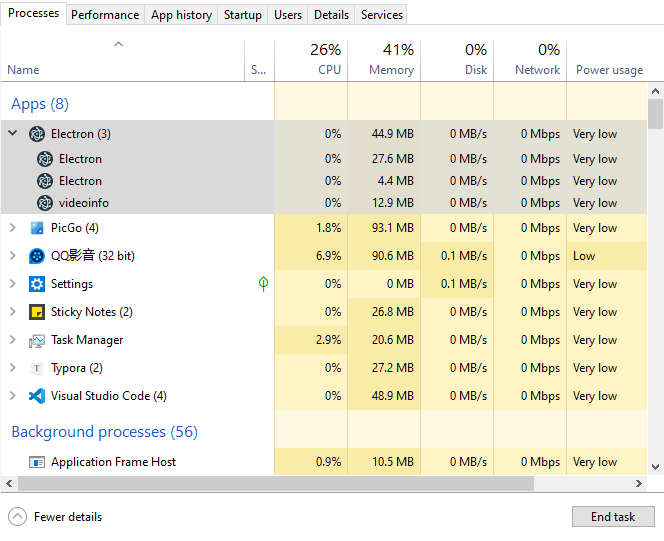 Processes Performance App history Startup Users Details Services
26% 41% 0% 0%
Name S... CPU Memory Disk Network Power usage
Apps (8)
Electron (3) 0% 44.9 MB 0 MB/s 0 Mbps Very low
Electron 0% 27.6 MB 0 MB/s 0 Mbps Very low
Electron 0% 4.4 MB 0 MB/s 0 Mbps Very low
videoinfo 0% 12.9 MB 0 MB/s 0 Mbps Very low
PicGo (4) 1.8% 93.1 MB 0 MB/s 0 Mbps Very low
QQ影音 (32 bit) 6.9% 90.6 MB 0.1 MB/s 0 Mbps Low
Settings 0% 0 MB 0.1 MB/s 0 Mbps Very low
Sticky Notes (2) 0% 26.8 MB 0 MB/s 0 Mbps Very low
Task Manager 2.9% 20.6 MB 0 MB/s 0 Mbps Very low
T Typora (2) 0% 27.2 MB 0 MB/s 0 Mbps Very low
Visual Studio Code (4) 0% 48.9 MB 0 MB/s 0 Mbps Very low
Background processes (56)
Application Frame Host 0.9% 10.5 MB 0 MB/s 0 Mbps Very low
Fewer details End task